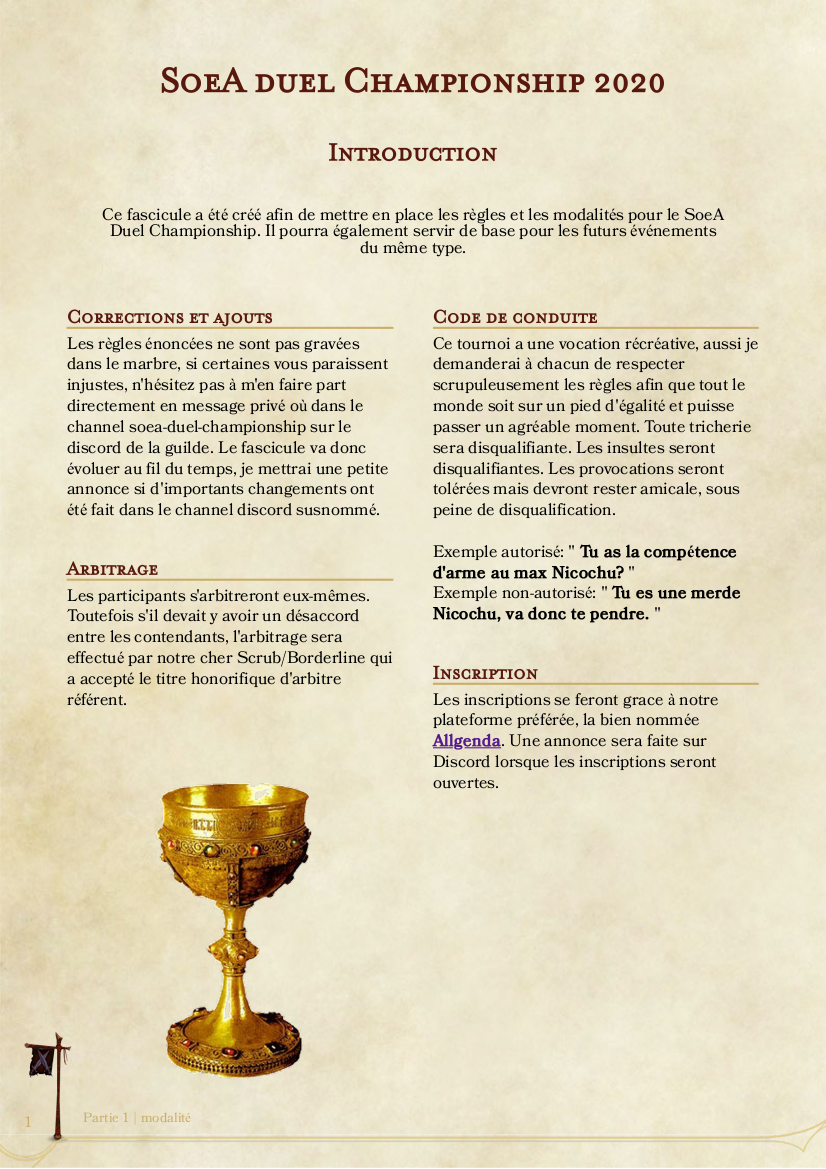 SoeA duel Championship 2020
Introduction
Ce fascicule a été créé afin de mettre en place les règles et les modalités pour le SoeA
Duel Championship. Il pourra également servir de base pour les futurs événements
du même type.
Corrections et ajouts
Les règles énoncées ne sont pas gravées
dans le marbre, si certaines vous paraissent
injustes, n'hésitez pas à m'en faire part
directement en message privé où dans le
channel soea-duel-championship sur le
discord de la guilde. Le fascicule va donc
évoluer au fil du temps, je mettrai une petite
annonce si d'importants changements ont
été fait dans le channel discord susnommé.
Arbitrage
Les participants s'arbitreront eux-mêmes.
Toutefois s'il devait y avoir un désaccord
entre les contendants, l'arbitrage sera
effectué par notre cher Scrub/Borderline qui
a accepté le titre honorifique d'arbitre
référent.
Code de conduite
Ce tournoi a une vocation récréative, aussi je
demanderai à chacun de respecter
scrupuleusement les règles afin que tout le
monde soit sur un pied d'égalité et puisse
passer un agréable moment. Toute tricherie
sera disqualifiante. Les insultes seront
disqualifiantes. Les provocations seront
tolérées mais devront rester amicale, sous
peine de disqualification.
Exemple autorisé: " Tu as la compétence
d'arme au max Nicochu? "
Exemple non-autorisé: " Tu es une merde
Nicochu, va donc te pendre. "
Inscription
Les inscriptions se feront grace à notre
plateforme préférée, la bien nommée
Allgenda. Une annonce sera faite sur
Discord lorsque les inscriptions seront
ouvertes.
1
Partie 1 | modalité